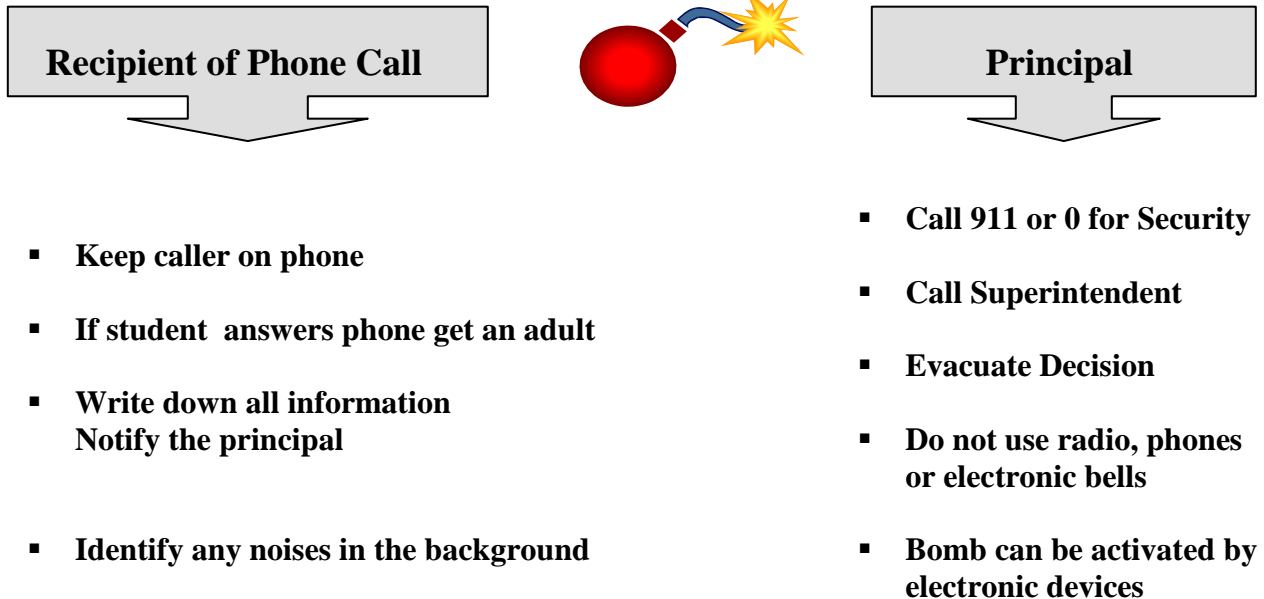 Recipient of Phone Call
▪ Keep caller on phone
▪ If student  answers phone get an adult
▪ Write down all information
Notify the principal
▪ Identify any noises in the background
Principal
▪ Call 911 or 0 for Security
▪ Call Superintendent
▪ Evacuate Decision
▪ Do not use radio, phones
or electronic bells
▪ Bomb can be activated by
electronic devices